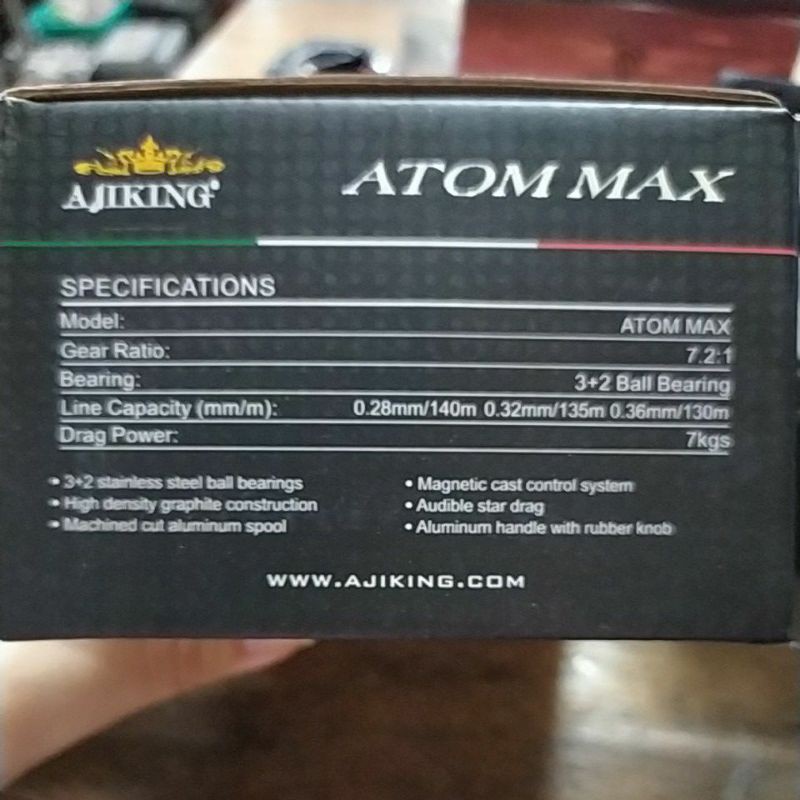 AJIKING
ATOM MAX
SPECIFICATIONS
Model: ATOM MAX
Gear Ratio: 7.2:1
Bearing: 3+2 Ball Bearing
Line Capacity (mm/m): 0.28mm/140m 0.32mm/135m 0.36mm/130m
Drag Power: 7kgs
• 3+2 stainless steel ball bearings
• High density graphite construction
• Machined cut aluminum spool
• Magnetic cast control system
• Audible star drag
• Aluminum handle with rubber knob
WWW.AJIKING.COM